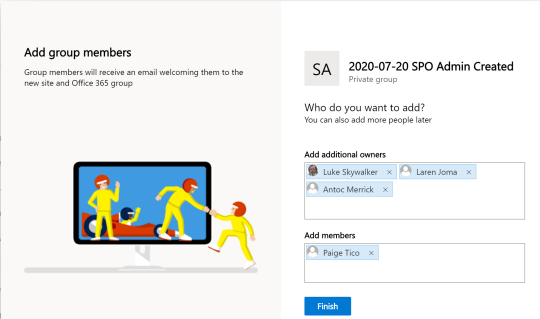 Add group members
Group members will receive an email welcoming them to the
new site and Office 365 group
SA
2020-07-20 SPO Admin Created
Private group
Who do you want to add?
You can also add more people later
Add additional owners
Luke Skywalker × Laren Joma ×
Antoc Merrick ×
Add members
Paige Tico ×
Finish